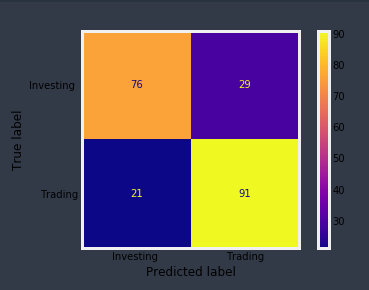 90
80
70
60
50
40
30
Investing
76
29
Trading
21
91
Investing
Trading
True label
Predicted label